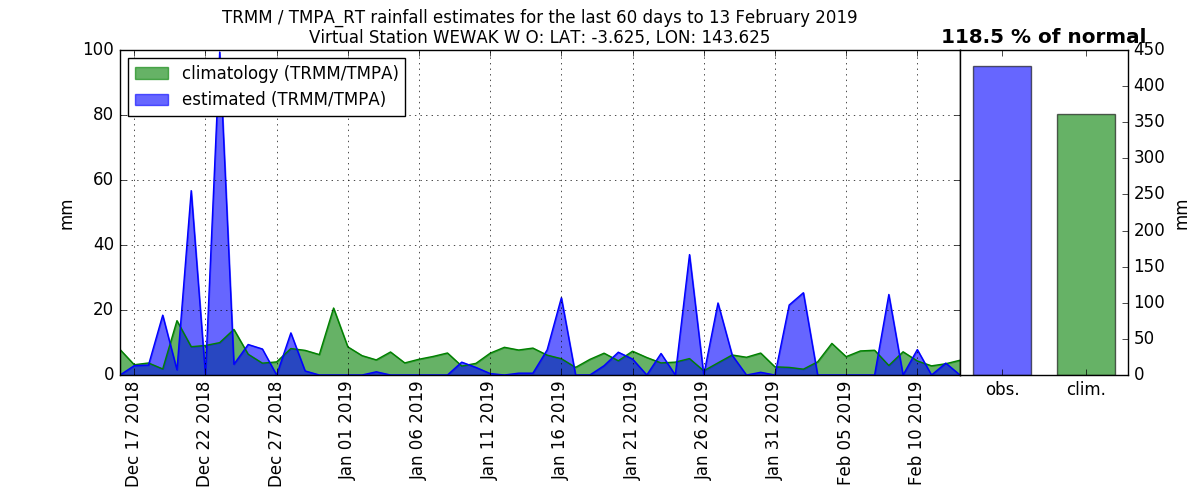 TRMM / TMPA_RT rainfall estimates for the last 60 days to 13 February 2019
Virtual Station WEWAK W O: LAT: -3.625, LON: 143.625
118.5 % of normal
climatology (TRMM/TMPA)
estimated (TRMM/TMPA)
100
80
60
40
20
0
mm
450
400
350
300
250
200
150
100
50
0
mm
Dec 17 2018
Dec 22 2018
Dec 27 2018
Jan 01 2019
Jan 06 2019
Jan 11 2019
Jan 16 2019
Jan 21 2019
Jan 26 2019
Jan 31 2019
Feb 05 2019
Feb 10 2019
obs.
clim.